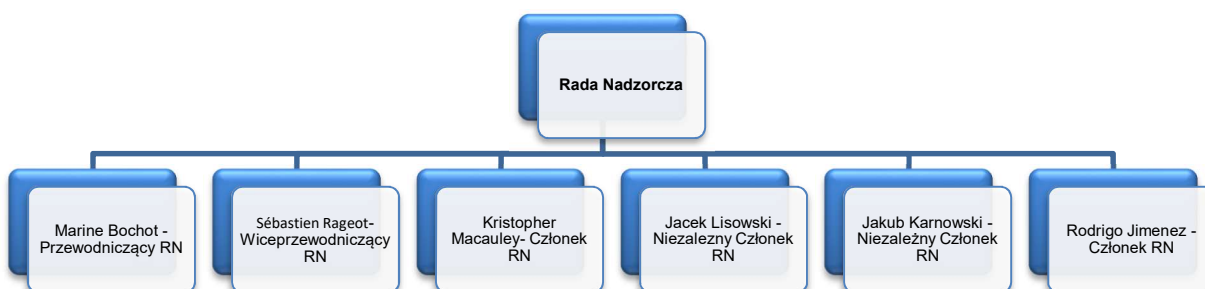 Rada Nadzorcza
Marine Bochot -
Przewodniczący RN
Sébastien Rageot-
Wiceprzewodniczący
RN
Kristopher
Macauley- Członek
RN
Jacek Lisowski -
Niezalezny Członek
RN
Jakub Karnowski -
Niezależny Członek
RN
Rodrigo Jimenez -
Członek RN